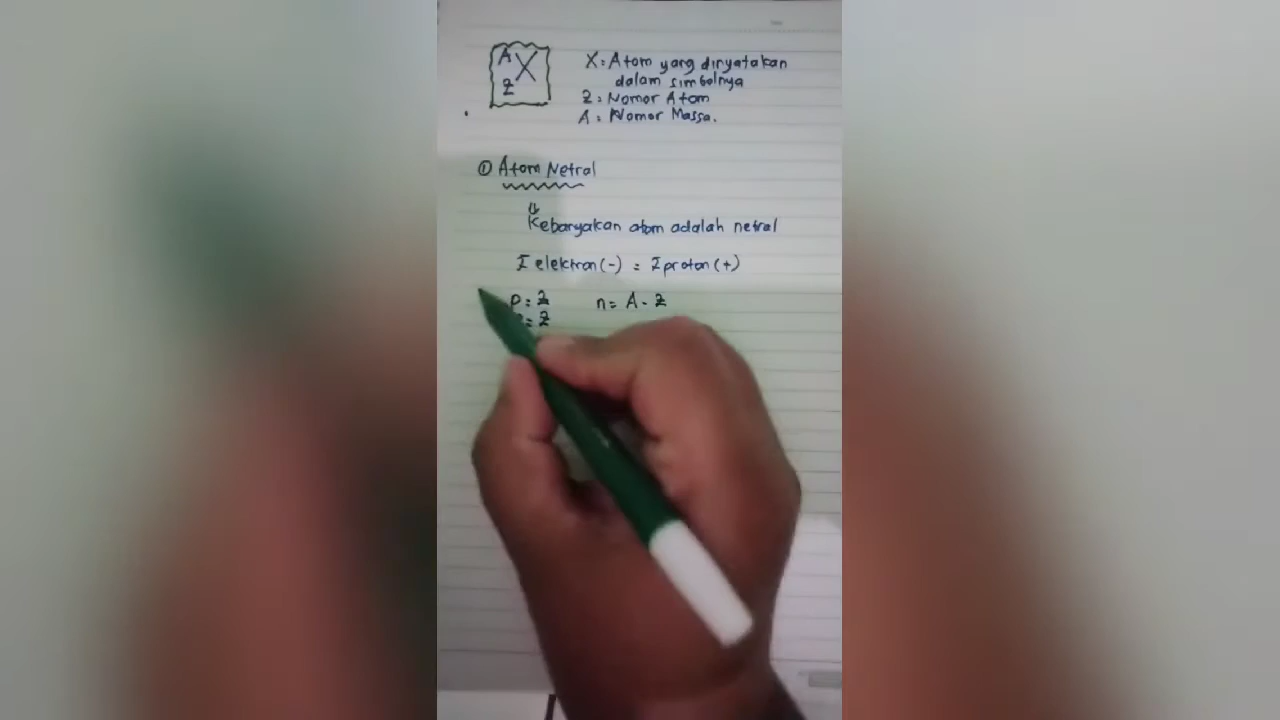 A X
Z
X = Atom yang dinyatakan
dalam simbolnya
Z = Nomor Atom
A = Nomor Massa.
① Atom Netral
⇓
Kebanyakan atom adalah netral
Σ elektron (-) = Σ proton (+)
P = Z n = A - Z
= Z